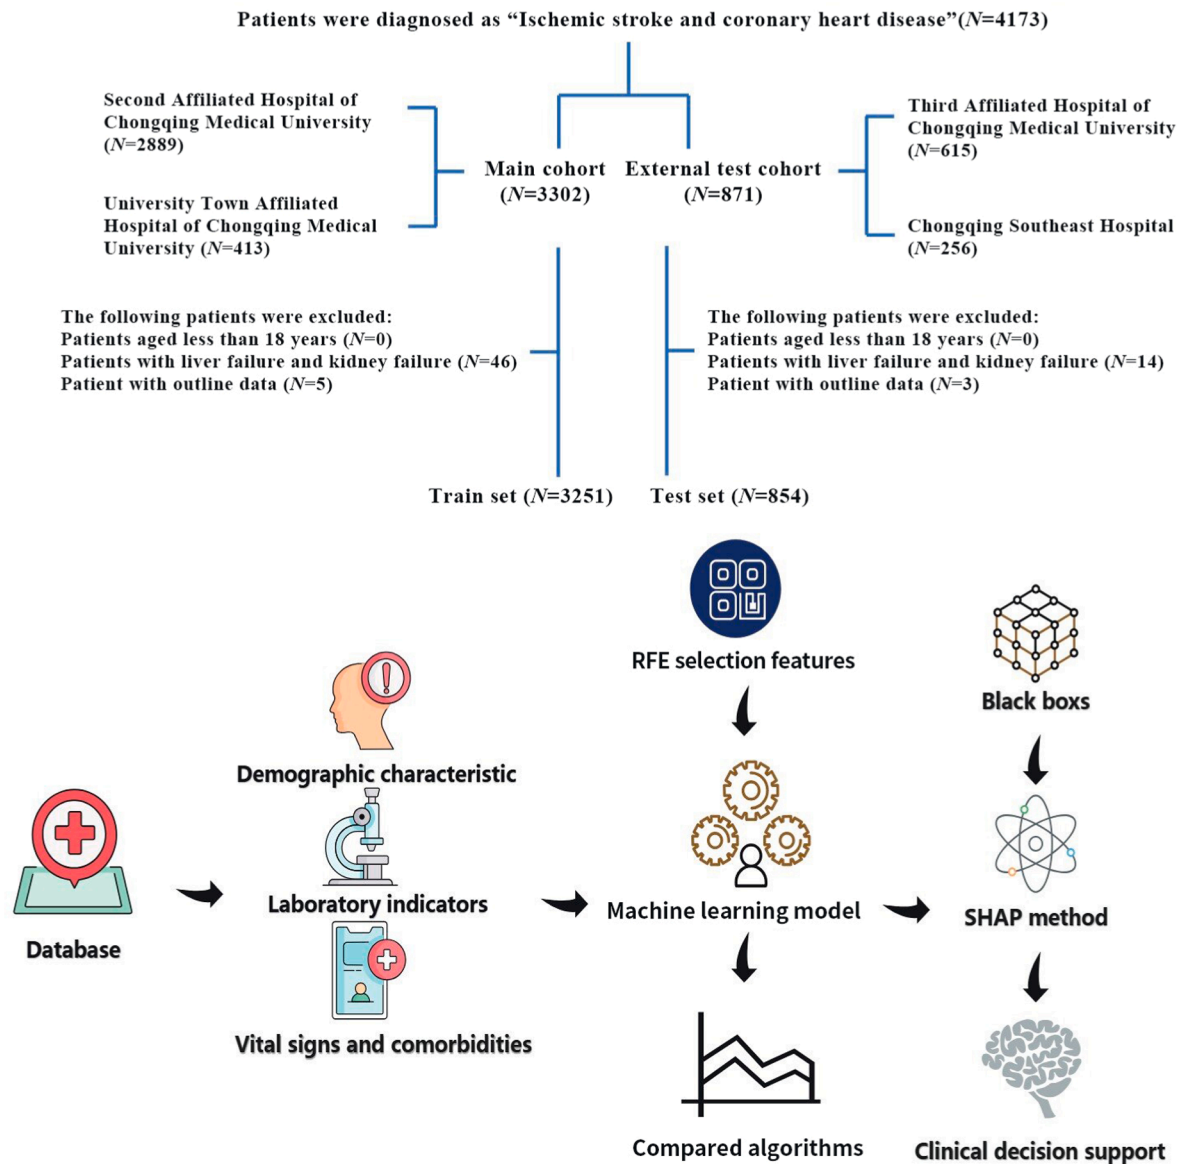 Patients were diagnosed as “Ischemic stroke and coronary heart disease”(N=4173)
Second Affiliated Hospital of
Chongqing Medical University
(N=2889)
University Town Affiliated
Hospital of Chongqing Medical
University (N=413)
Main cohort
(N=3302)
External test cohort
(N=871)
Third Affiliated Hospital of
Chongqing Medical University
(N=615)
Chongqing Southeast Hospital
(N=256)
The following patients were excluded:
Patients aged less than 18 years (N=0)
Patients with liver failure and kidney failure (N=46)
Patient with outline data (N=5)
The following patients were excluded:
Patients aged less than 18 years (N=0)
Patients with liver failure and kidney failure (N=14)
Patient with outline data (N=3)
Train set (N=3251)
Test set (N=854)
Database
Demographic characteristic
Laboratory indicators
Vital signs and comorbidities
RFE selection features
Machine learning model
Compared algorithms
Black boxs
SHAP method
Clinical decision support